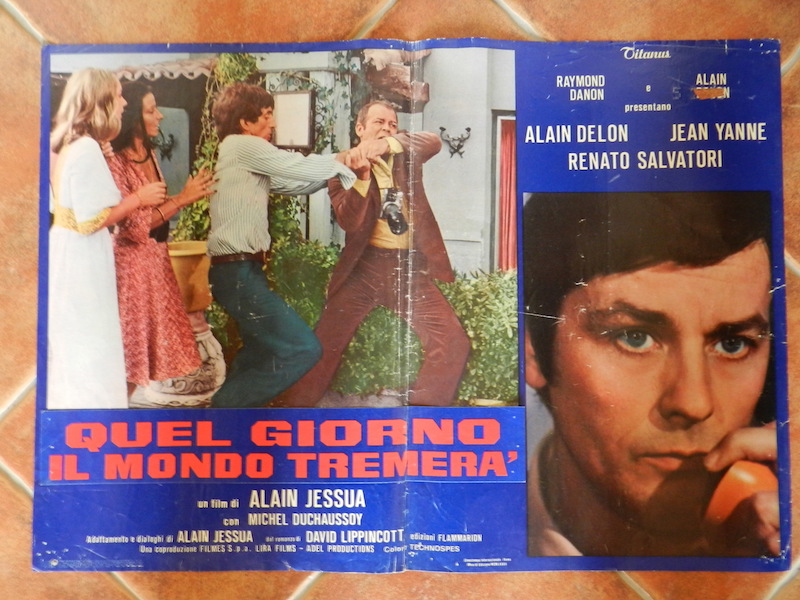 Titanus
RAYMOND DANON e ALAIN
presentano
ALAIN DELON JEAN YANNE
RENATO SALVATORI
QUEL GIORNO
IL MONDO TREMERA'
un film di ALAIN JESSUA
con MICHEL DUCHAUSSOY
Adattamento e dialoghi di ALAIN JESSUA dal romanzo di DAVID LIPPINCOTT edizioni FLAMMARION
Una coproduzione FILMES S.p.a. LIRA FILMS - ADEL PRODUCTIONS Colore TECHNOSPES